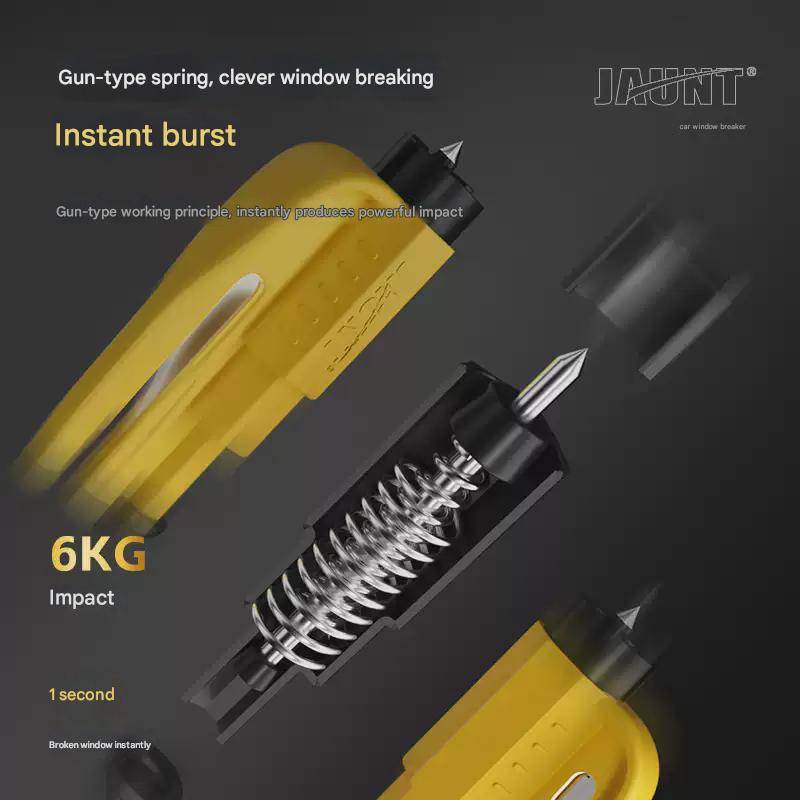 Gun-type spring, clever window breaking
JAUNT®
car window breaker
Instant burst
Gun-type working principle, instantly produces powerful impact
6KG
Impact
1 second
Broken window instantly